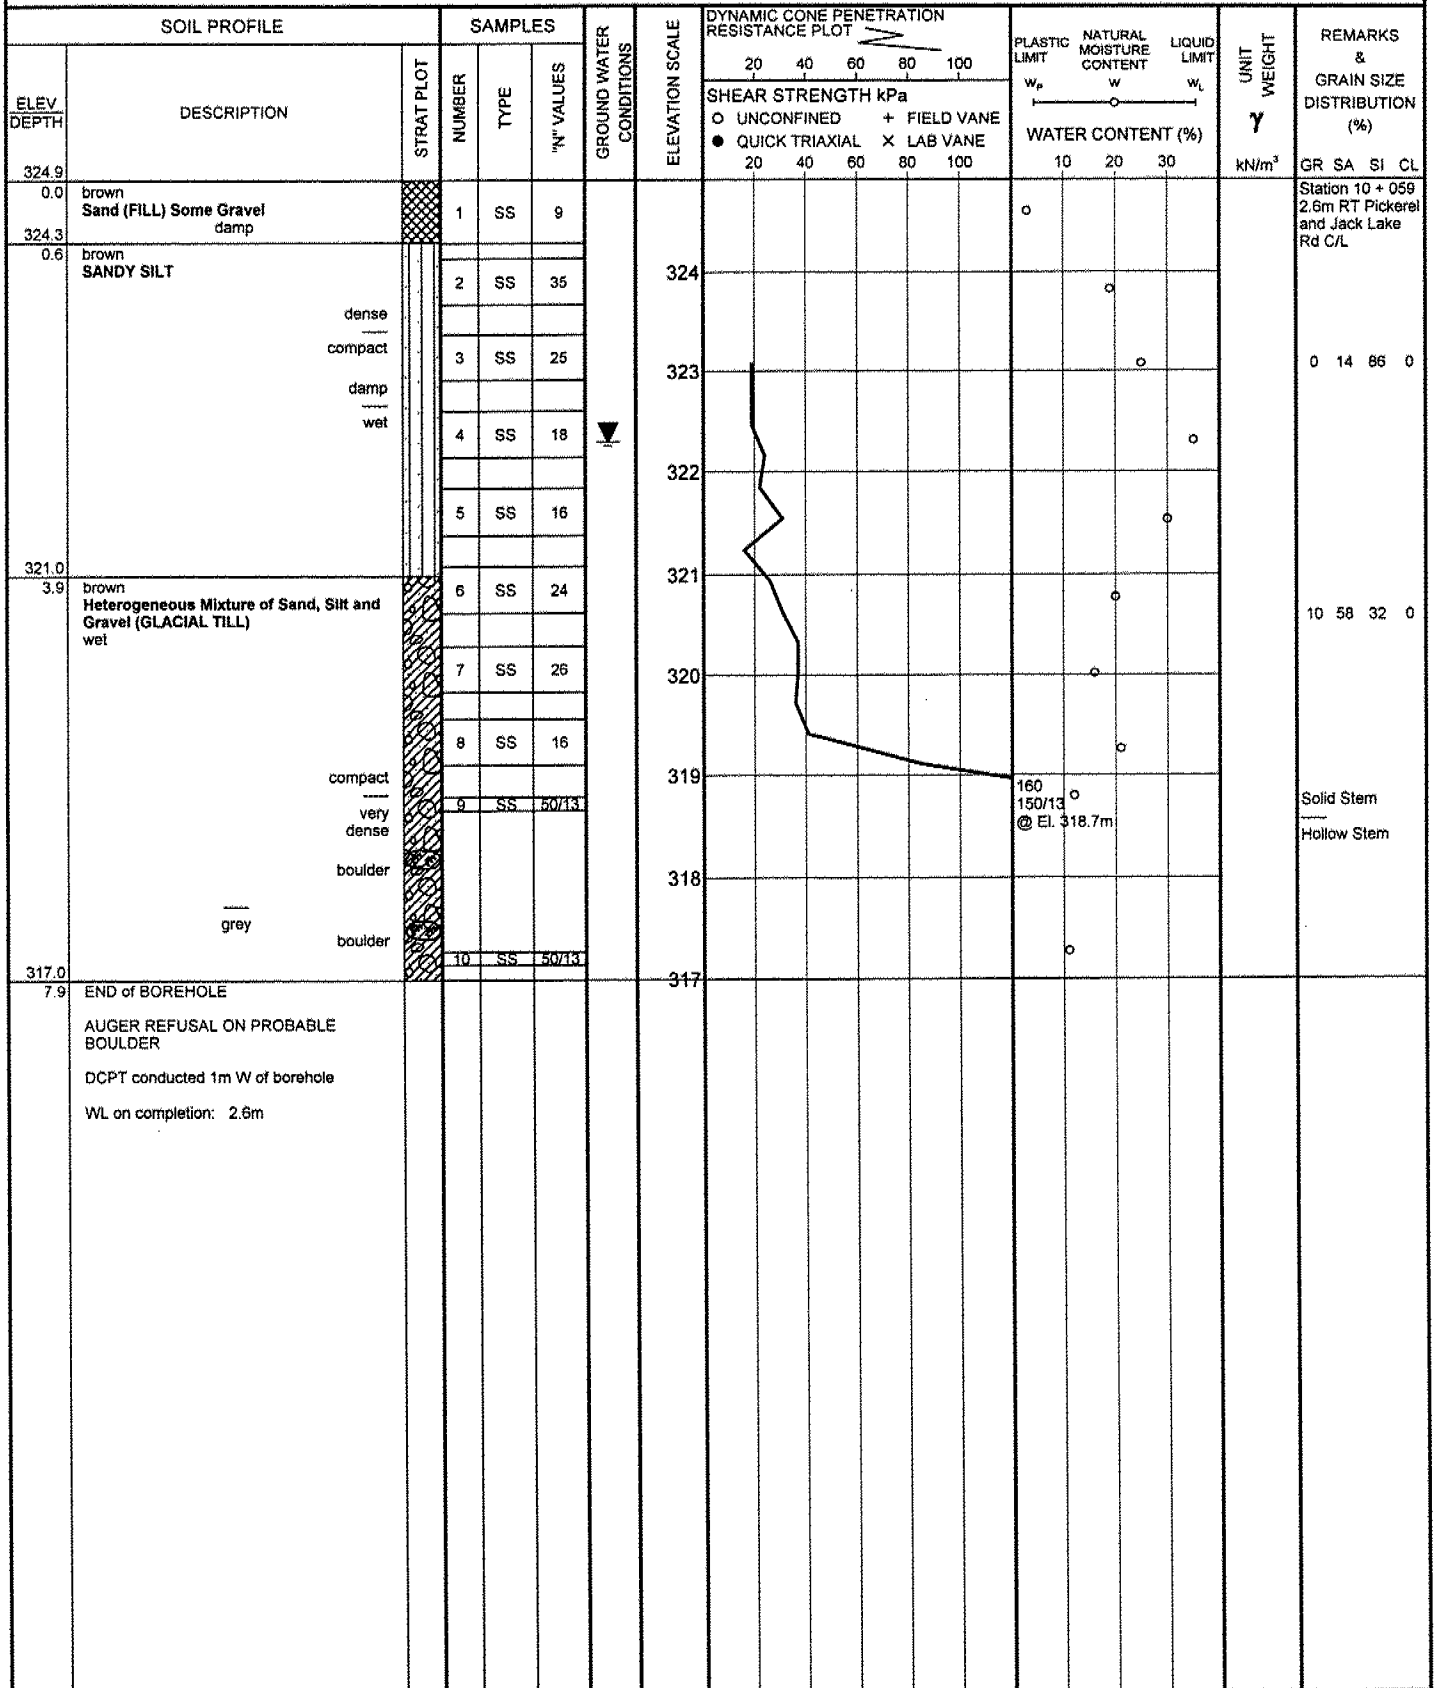 SOIL PROFILE
SAMPLES
GROUND WATER
CONDITIONS
ELEVATION SCALE
DYNAMIC CONE PENETRATION
RESISTANCE PLOT
20 40 60 80 100
SHEAR STRENGTH kPa
O UNCONFINED + FIELD VANE
● QUICK TRIAXIAL X LAB VANE
20 40 60 80 100
PLASTIC
LIMIT
NATURAL
MOISTURE
CONTENT
LIQUID
LIMIT
WP W WL
WATER CONTENT (%)
10 20 30
UNIT
WEIGHT
γ
kN/m³
REMARKS
&
GRAIN SIZE
DISTRIBUTION
(%)
GR SA SI CL
ELEV
DEPTH
DESCRIPTION
STRAT PLOT
NUMBER
TYPE
"N" VALUES
324.9
0.0
brown
Sand (FILL) Some Gravel
damp
1 SS 9
Station 10 + 059
2.6m RT Pickerel
and Jack Lake
Rd C/L
324.3
0.6
brown
SANDY SILT
324
2 SS 35
dense
compact
3 SS 25
323
0 14 86 0
damp
wet
4 SS 18
322
5 SS 16
321.0
321
3.9
brown
Heterogeneous Mixture of Sand, Silt and
Gravel (GLACIAL TILL)
wet
6 SS 24
10 58 32 0
7 SS 26
320
8 SS 16
319
compact
very
dense
9 SS 50/13
160
150/13
@ El. 318.7m
Solid Stem
Hollow Stem
boulder
318
grey
boulder
10 SS 50/13
317.0
317
7.9
END of BOREHOLE
AUGER REFUSAL ON PROBABLE
BOULDER
DCPT conducted 1m W of borehole
WL on completion: 2.6m